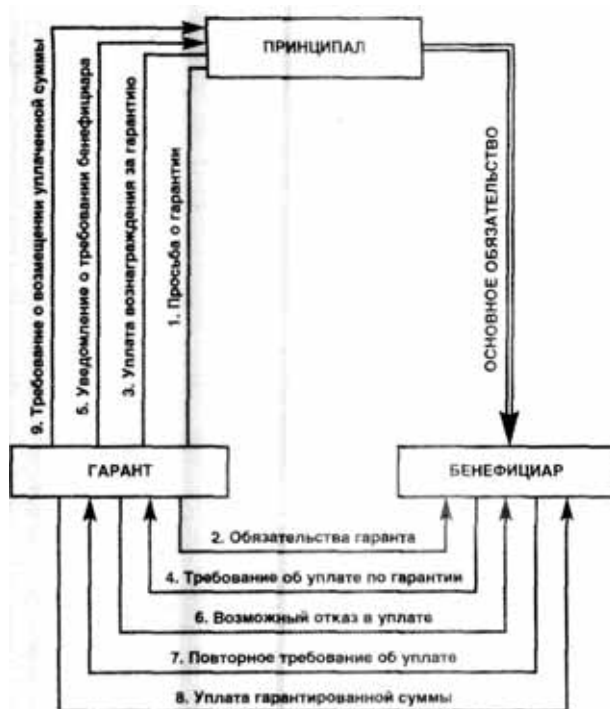 ПРИНЦИПАЛ
9. Требование о возмещении уплаченной суммы
5. Уведомление о требовании бенефициара
3. Уплата вознаграждения за гарантию
1. Просьба о гарантии
ОСНОВНОЕ ОБЯЗАТЕЛЬСТВО
ГАРАНТ
БЕНЕФИЦИАР
2. Обязательства гаранта
4. Требование об уплате по гарантии
6. Возможный отказ в уплате
7. Повторное требование об уплате
8. Уплата гарантированной суммы